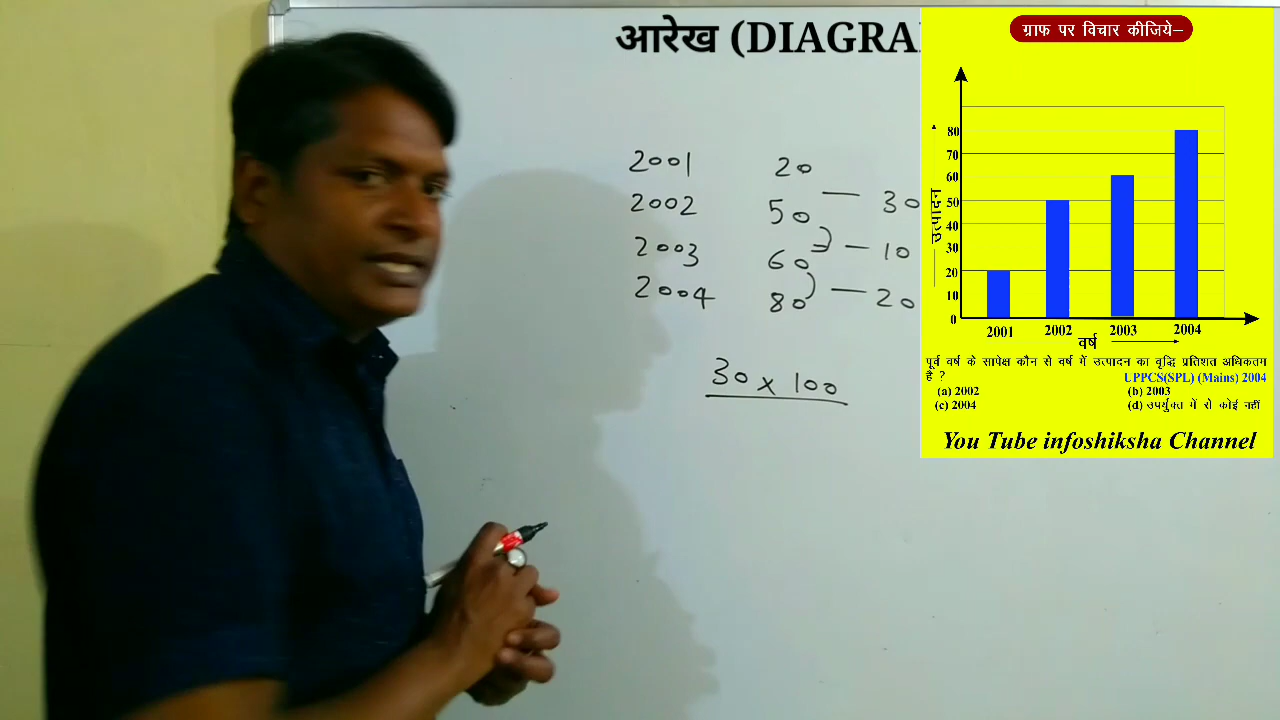 आरेख (DIAGRA
2001 20
— 30
2002 50
— 10
2003 60
— 20
2004 80
30 x 100
ग्राफ पर विचार कीजिये–
उत्पादन
80
70
60
50
40
30
20
10
0
2001 2002 2003 2004
वर्ष
पूर्व वर्ष के सापेक्ष कौन से वर्ष में उत्पादन का वृद्धि प्रतिशत अधिकतम
है ? UPPCS(SPL) (Mains) 2004
(a) 2002 (b) 2003
(c) 2004 (d) उपर्युक्त में से कोई नहीं
You Tube infoshiksha Channel